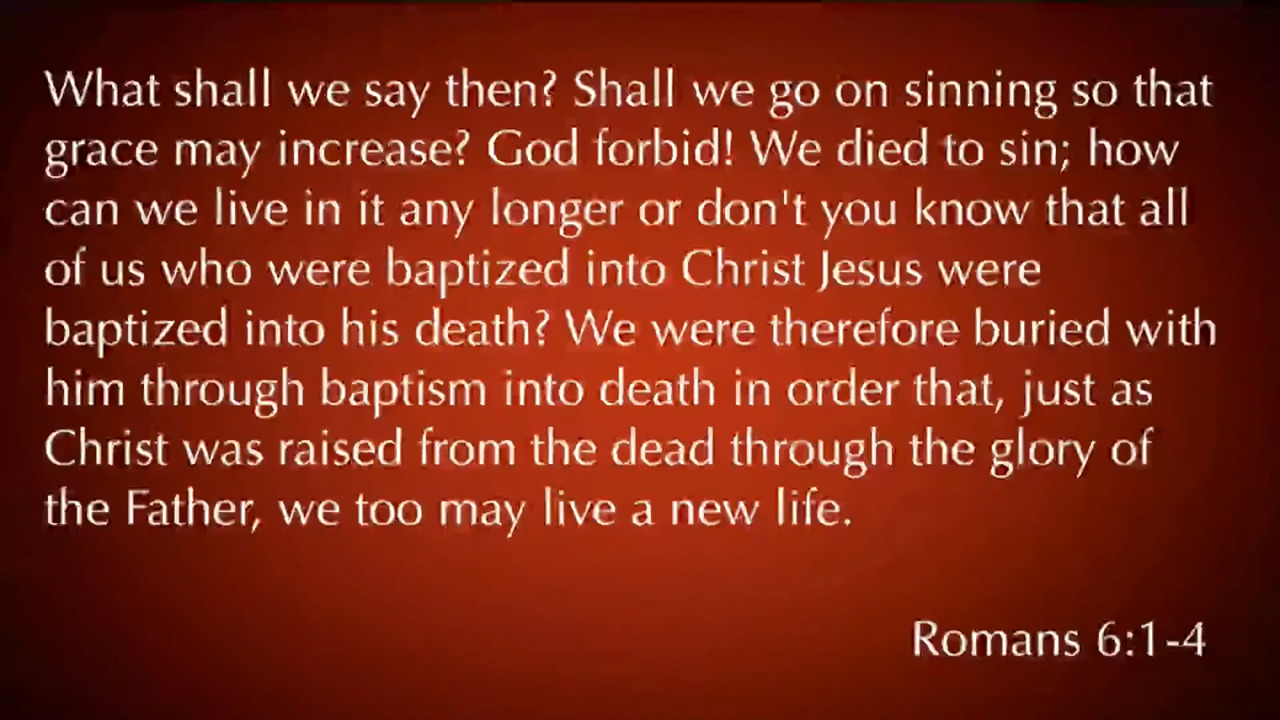 What shall we say then? Shall we go on sinning so that
grace may increase? God forbid! We died to sin; how
can we live in it any longer or don't you know that all
of us who were baptized into Christ Jesus were
baptized into his death? We were therefore buried with
him through baptism into death in order that, just as
Christ was raised from the dead through the glory of
the Father, we too may live a new life.
Romans 6:1-4